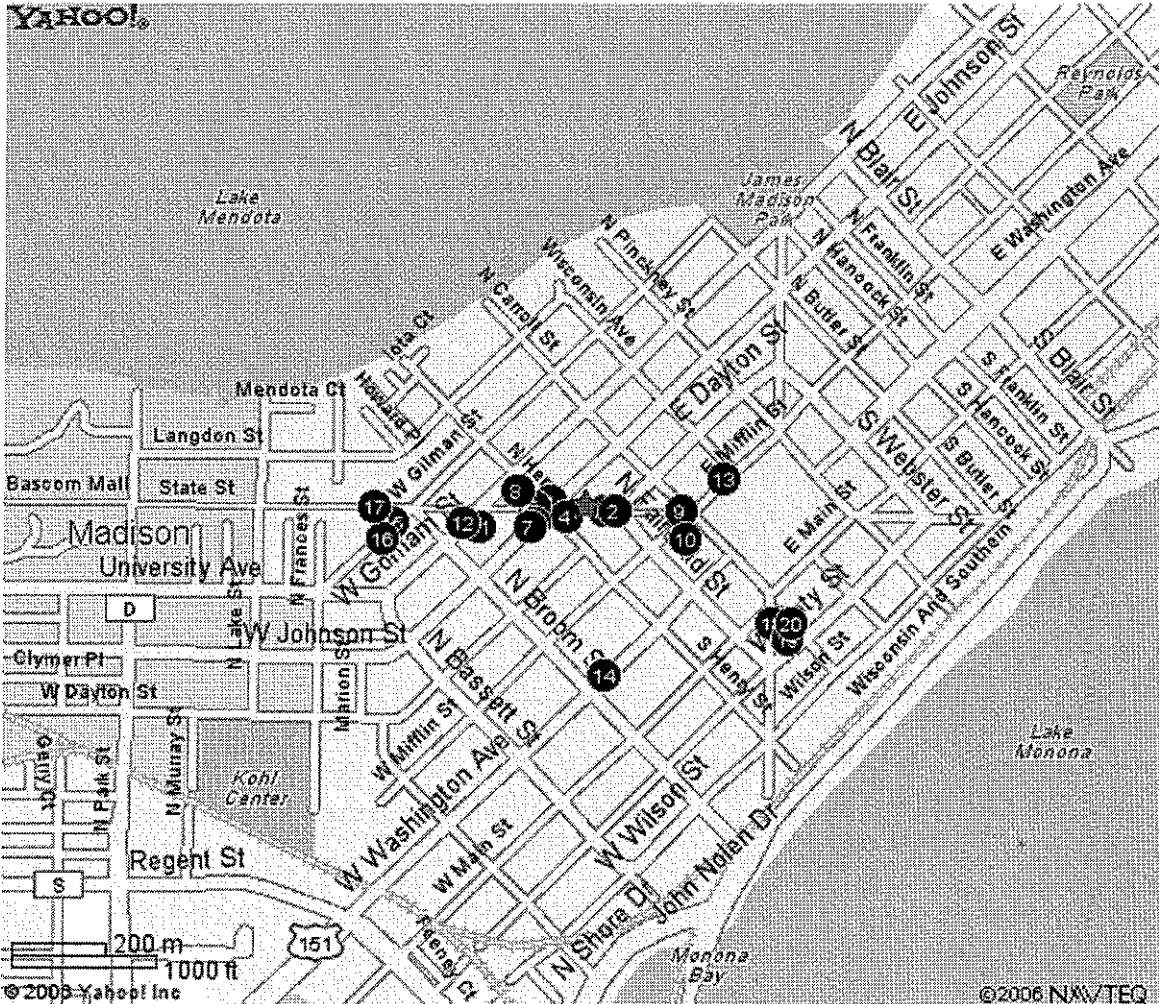 YAHOO!®
Reynolds
Park
E Johnson St
N Blair St
E Washington Ave
James
Madison
Park
Lake
Mendota
N Franklin St
N Hancock St
N Butler St
N Pinckney St
Wisconsin Ave
N Carroll St
Iota Ct
Howard Pl
Mendota Ct
Langdon St
W Gilman St
E Dayton St
E Mifflin St
S Blair St
S Franklin St
S Hancock St
S Butler St
S Webster St
Bascom Mall
State St
13
8
17
12
4
2
9
7
10
16
Madison
University Ave
W Gorham
N Frances St
N Fairchild St
E Main St
D
N Lake St
W Johnson St
N Broom St
20
19
14
S Henry St
Wilson St
Wisconsin And Southern
Clymer Pl
W Dayton St
Marion St
N Bassett St
W Mifflin St
N Murray St
N Park St
Kohl
Center
Lake
Monona
W Washington Ave
W Wilson St
W Main St
Regent St
S
John Nolen Dr
N Shore Dr
Feeney Ct
151
Monona
Bay
200 m
1000 ft
©2006 Yahoo! Inc
©2006 NAVTEQ